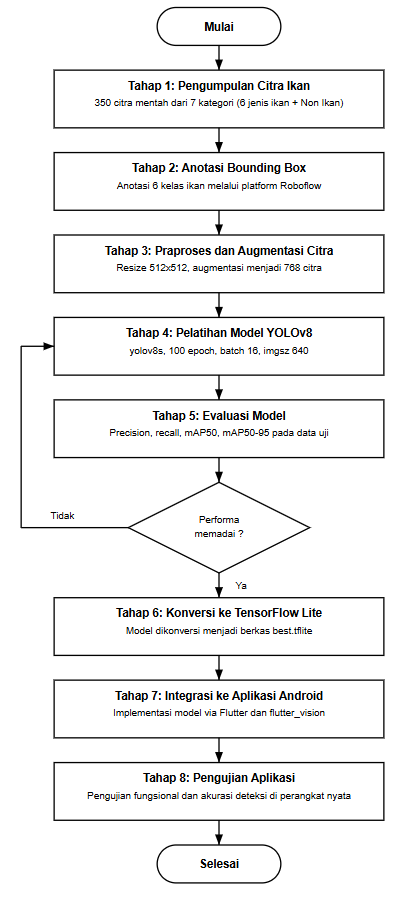 Mulai
Tahap 1: Pengumpulan Citra Ikan
350 citra mentah dari 7 kategori (6 jenis ikan + Non Ikan)
Tahap 2: Anotasi Bounding Box
Anotasi 6 kelas ikan melalui platform Roboflow
Tahap 3: Praproses dan Augmentasi Citra
Resize 512x512, augmentasi menjadi 768 citra
Tahap 4: Pelatihan Model YOLOv8
yolov8s, 100 epoch, batch 16, imgsz 640
Tahap 5: Evaluasi Model
Precision, recall, mAP50, mAP50-95 pada data uji
Tidak
Performa
memadai ?
Ya
Tahap 6: Konversi ke TensorFlow Lite
Model dikonversi menjadi berkas best.tflite
Tahap 7: Integrasi ke Aplikasi Android
Implementasi model via Flutter dan flutter_vision
Tahap 8: Pengujian Aplikasi
Pengujian fungsional dan akurasi deteksi di perangkat nyata
Selesai